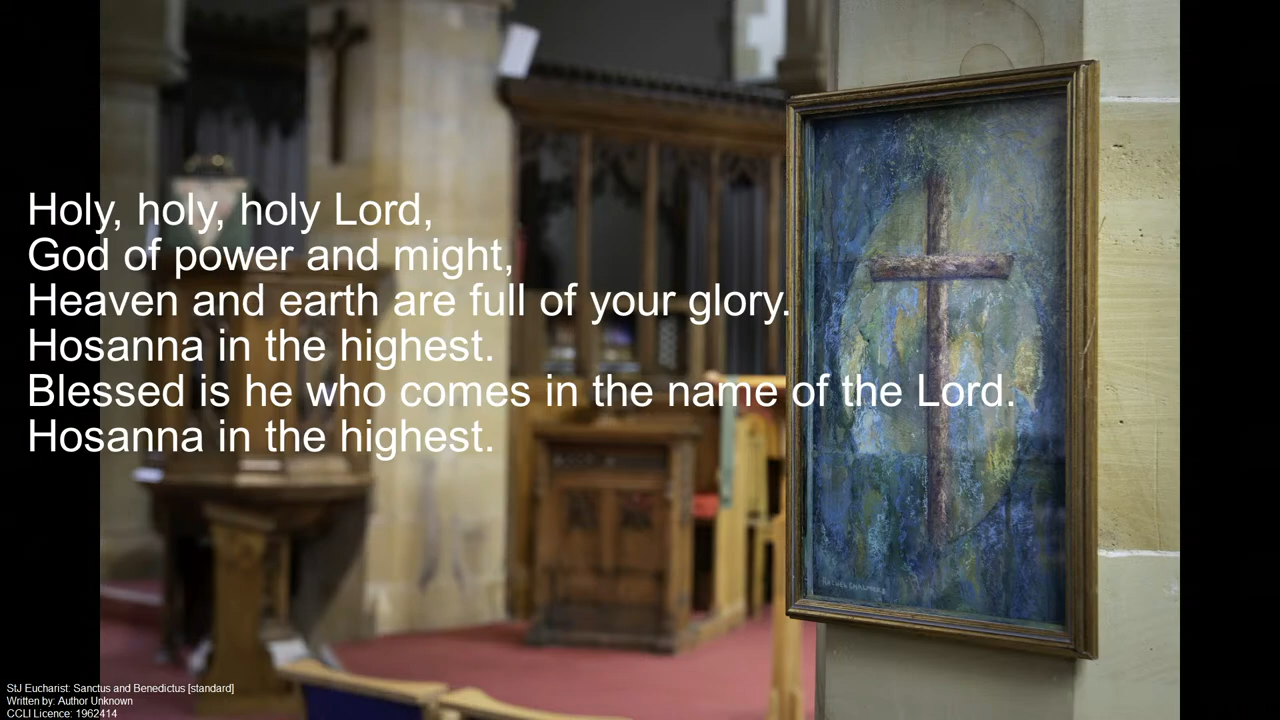 Holy, holy, holy Lord,
God of power and might,
Heaven and earth are full of your glory.
Hosanna in the highest.
Blessed is he who comes in the name of the Lord.
Hosanna in the highest.
StJ Eucharist: Sanctus and Benedictus [standard]
Written by: Author Unknown
CCLI Licence: 1962414